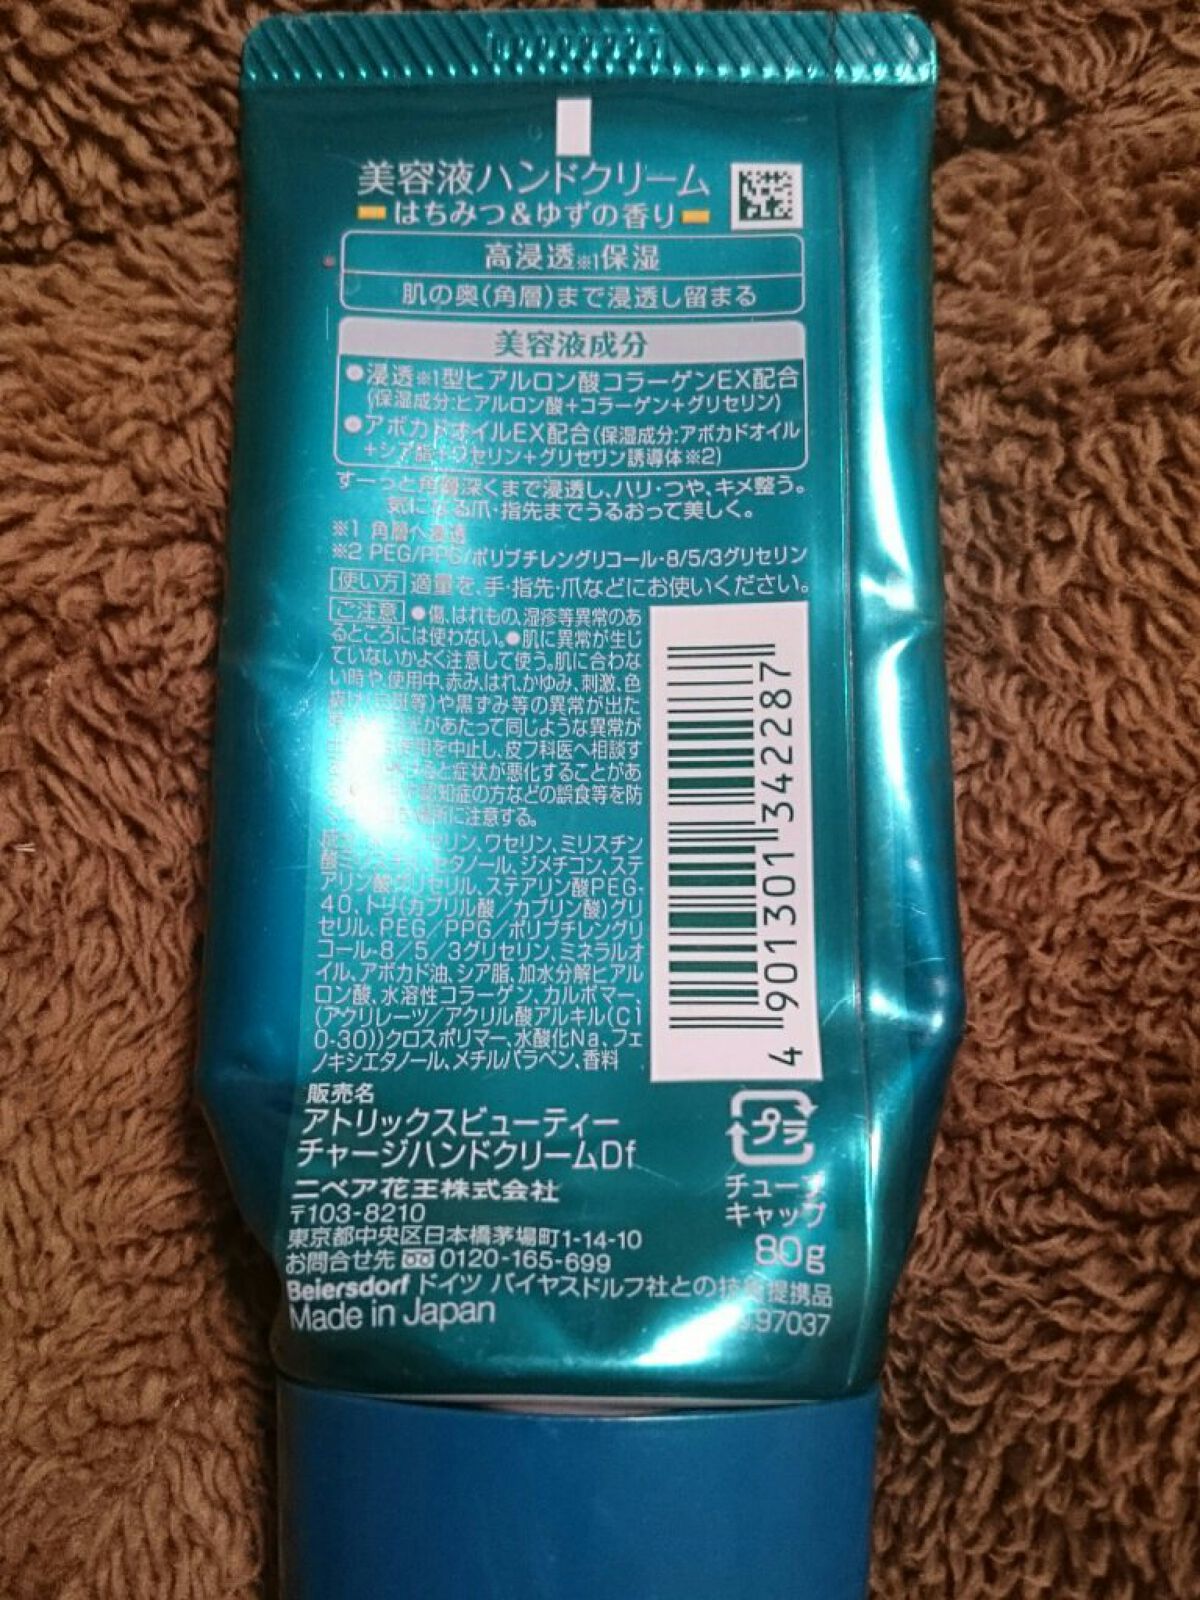 美容液ハンドクリーム
はちみつ&ゆずの香り
高浸透※1保湿
肌の奥(角層)まで浸透し留まる
美容液成分
●浸透※1型ヒアルロン酸コラーゲンEX配合
(保湿成分:ヒアルロン酸+コラーゲン+グリセリン)
●アボカドオイルEX配合(保湿成分:アボカドオイル
+シア脂+ワセリン+グリセリン誘導体※2)
すーっと角層深くまで浸透し、ハリ・つや、キメ整う。
気になる爪・指先までうるおって美しく。
※1 角層へ浸透
※2 PEG/PPG/ポリブチレングリコール-8/5/3グリセリン
使い方 適量を、手・指先・爪などにお使いください。
ご注意 ●傷、はれもの、湿疹等異常のあ
るところには使わない。●肌に異常が生じ
ていないかよく注意して使う。肌に合わな
い時や、使用中、赤み、はれ、かゆみ、刺激、色
抜け(白斑等)や黒ずみ等の異常が出た
光があたって同じような異常が
使用を中止し、皮フ科医へ相談す
ると症状が悪化することがあ
認知症の方などの誤食等を防
に注意する。
セリン、ワセリン、ミリスチン
セタノール、ジメチコン、ステ
アリン酸グリセリル、ステアリン酸PEG-
40、トリ(カプリル酸/カプリン酸)グリ
セリル、PEG/PPG/ポリブチレングリ
コール-8/5/3グリセリン、ミネラルオ
イル、アボカド油、シア脂、加水分解ヒアル
ロン酸、水溶性コラーゲン、カルボマー、
(アクリレーツ/アクリル酸アルキル(C1
0-30))クロスポリマー、水酸化Na、フェ
ノキシエタノール、メチルパラベン、香料
4 901301 342287
販売名
アトリックスビューティー
チャージハンドクリームDf
プラ
チューブ
キャップ
ニベア花王株式会社
〒103-8210
東京都中央区日本橋茅場町1-14-10
80g
お問合せ先 0120-165-699
Beiersdorf ドイツ バイヤスドルフ社との技術提携品
Made in Japan
97037